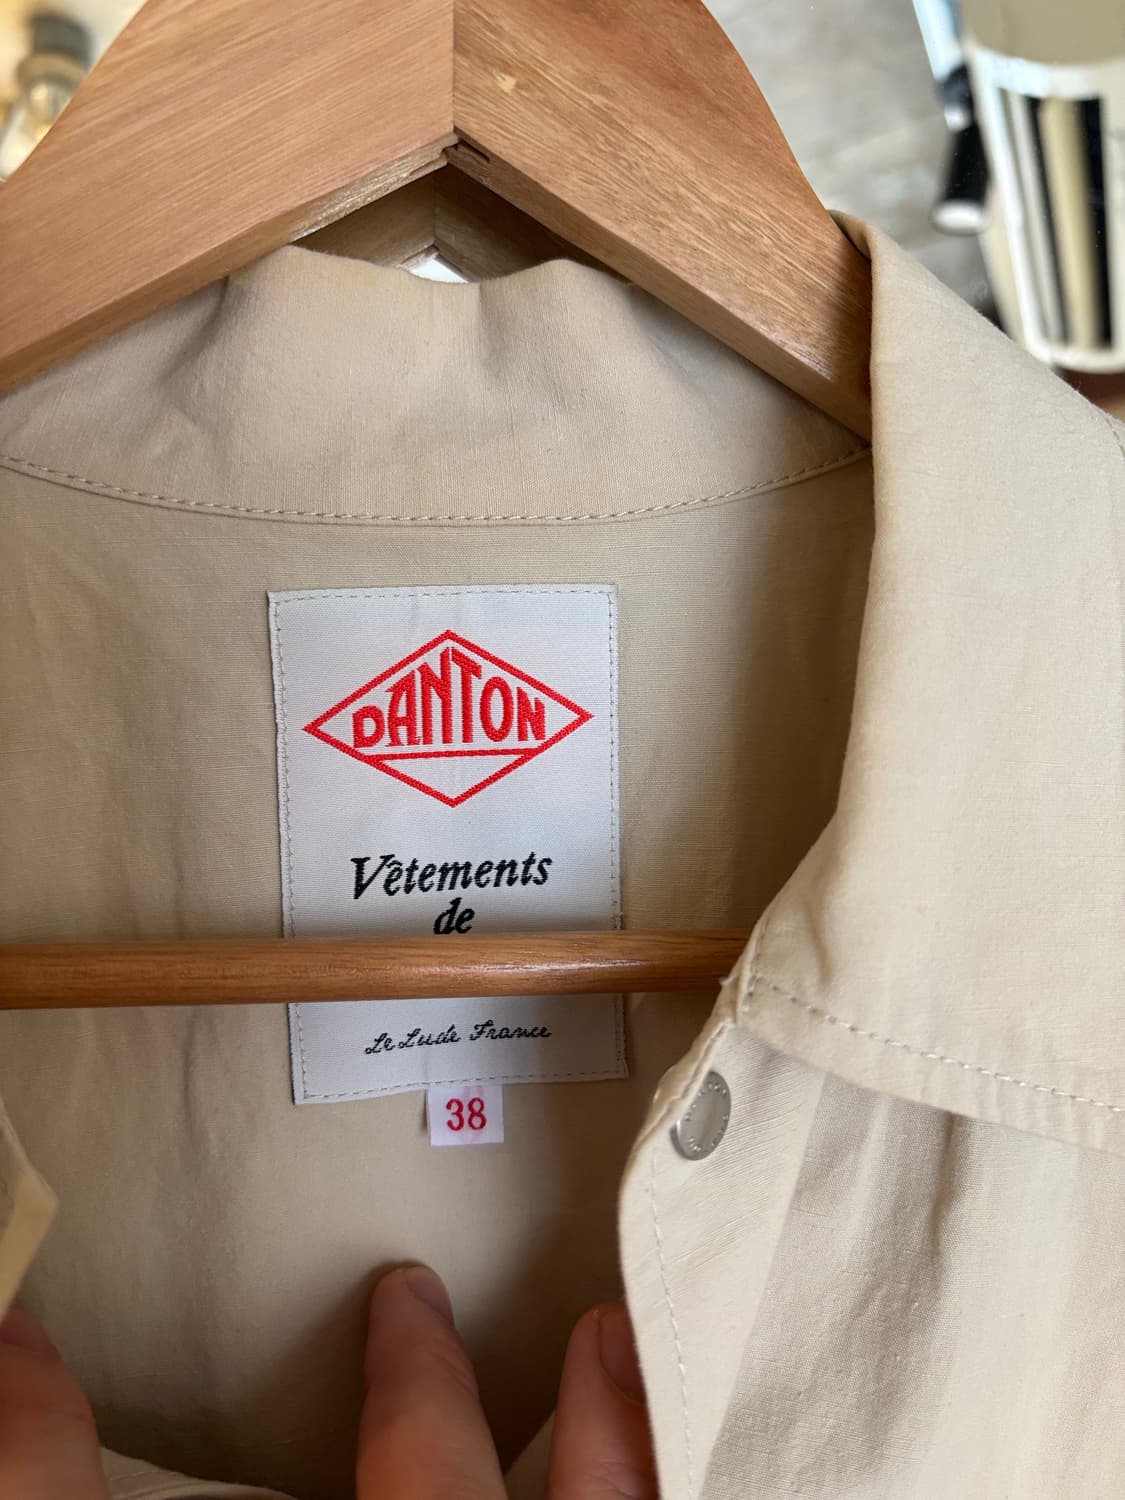 DANTON
Vêtements
de
Le Lude France
38